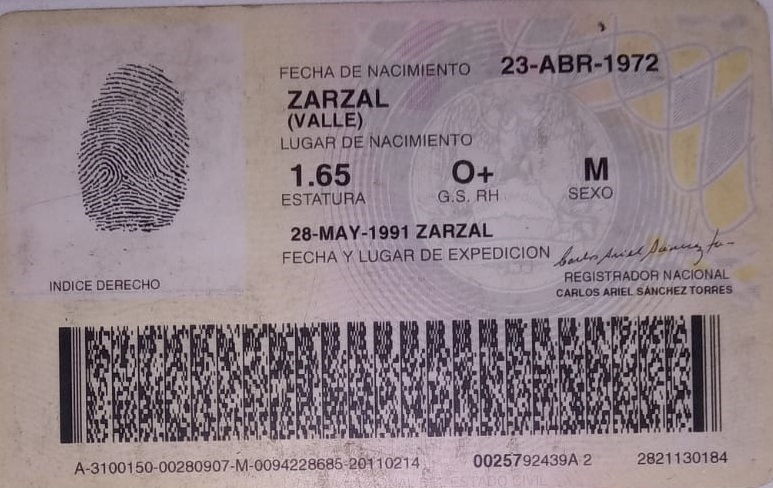 FECHA DE NACIMIENTO 23-ABR-1972
ZARZAL
(VALLE)
LUGAR DE NACIMIENTO
1.65 O+ M
ESTATURA G.S. RH SEXO
28-MAY-1991 ZARZAL
FECHA Y LUGAR DE EXPEDICION
INDICE DERECHO
REGISTRADOR NACIONAL
CARLOS ARIEL SÁNCHEZ TORRES
A-3100150-00280907-M-0094228685-20110214 0025792439A 2 2821130184